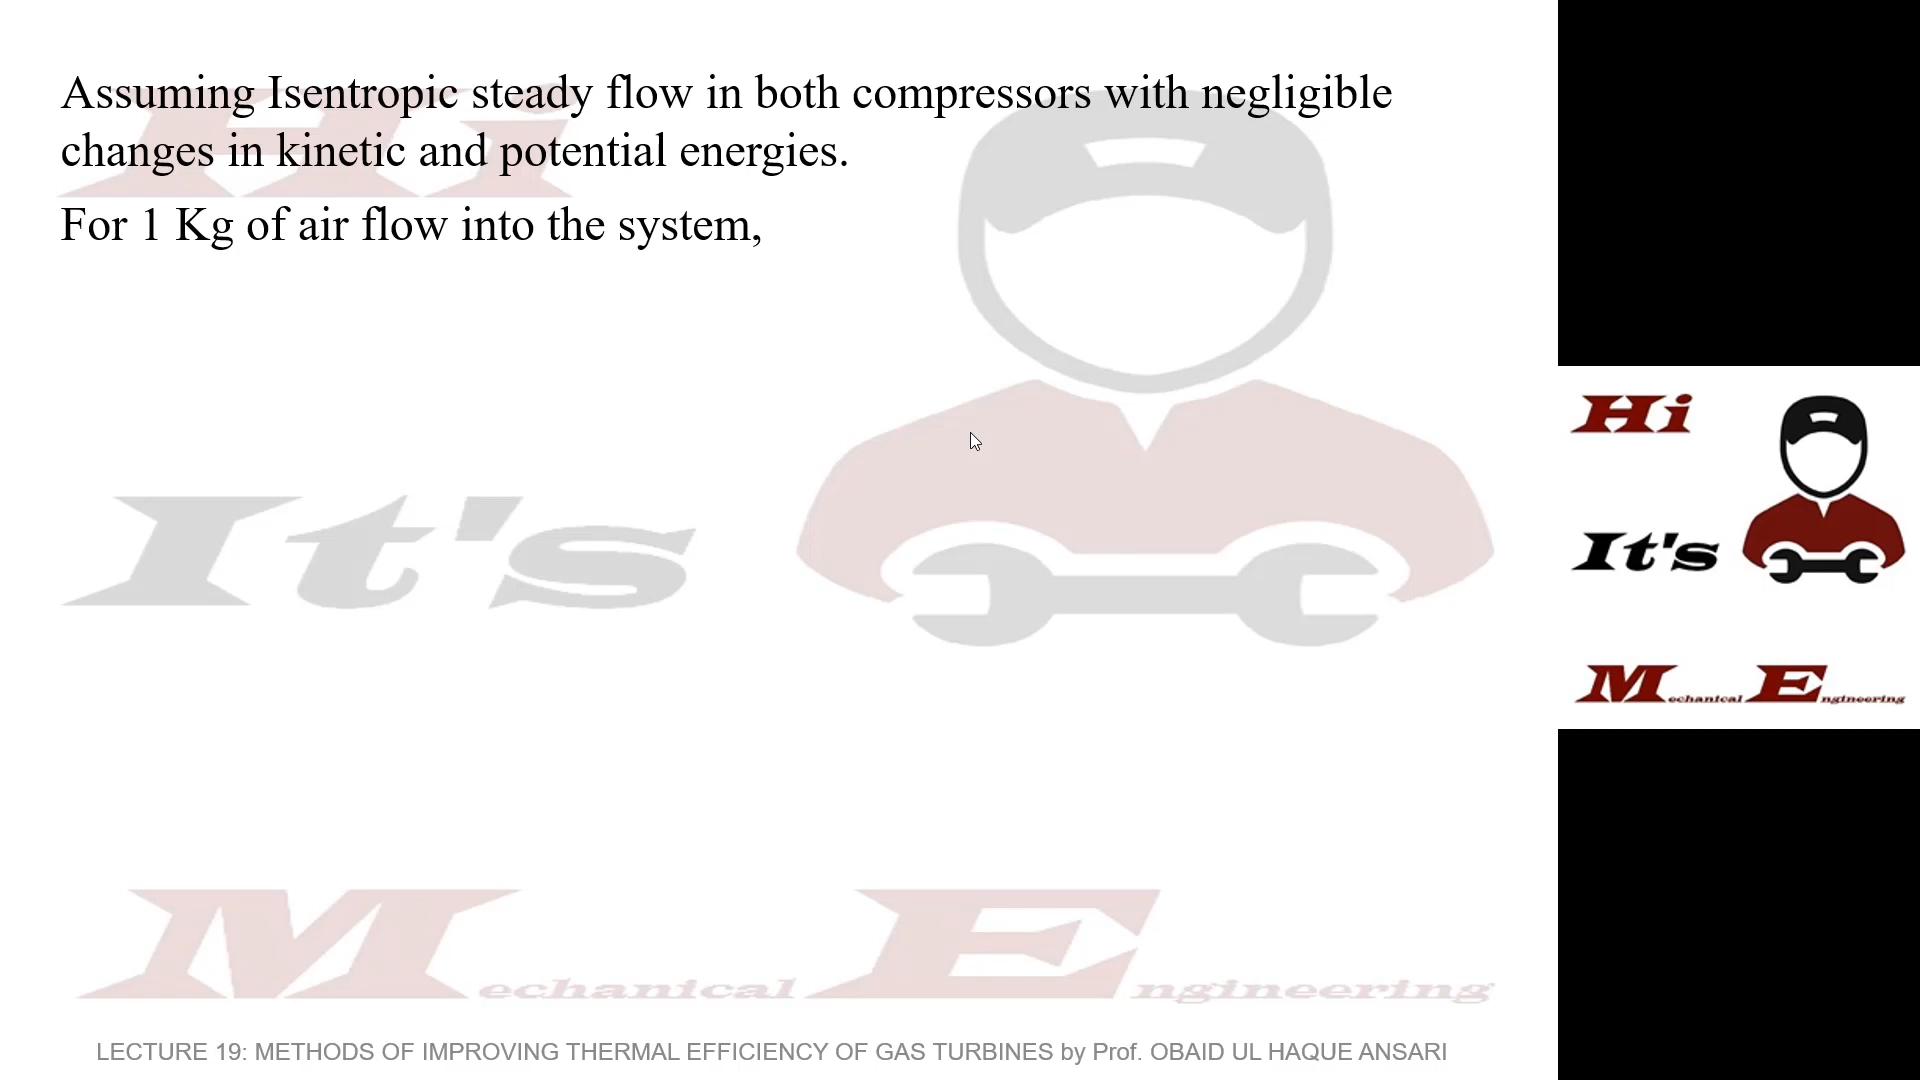 Assuming Isentropic steady flow in both compressors with negligible
changes in kinetic and potential energies.
For 1 Kg of air flow into the system,
Hi
It's
Mechanical Engineering
Hi
It's
Mechanical Engineering
LECTURE 19: METHODS OF IMPROVING THERMAL EFFICIENCY OF GAS TURBINES by Prof. OBAID UL HAQUE ANSARI